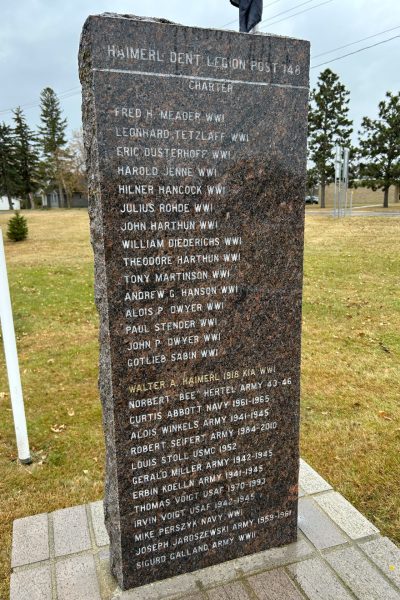 HAIMERL DENT LEGION POST 148
CHARTER
FRED H. MEADER WWI
LEONHARD TETZLAFF WWI
ERIC DUSTERHOFF WWI
HAROLD JENNE WWI
HILNER HANCOCK WWI
JULIUS ROHDE WWI
JOHN HARTHUN WWI
WILLIAM DIEDERICHS WWI
THEODORE HARTHUN WWI
TONY MARTINSON WWI
ANDREW G. HANSON WWI
ALOIS P. DWYER WWI
PAUL STENDER WWI
JOHN P. DWYER WWI
GOTLIEB SABIN WWI
WALTER A. HAIMERL 1918 KIA WWI
NORBERT "BEE" HERTEL ARMY 43-46
CURTIS ABBOTT NAVY 1961-1965
ALOIS WINKELS ARMY 1941-1945
ROBERT SEIFERT ARMY 1984-2010
LOUIS STOLL USMC 1952
GERALD MILLER ARMY 1942-1945
ERBIN KOELLN ARMY 1941-1945
THOMAS VOIGT USAF 1970-1993
IRVIN VOIGT USAF 1942-1945
MIKE PERSZYK NAVY WWI
JOSEPH JAROSZEWSKI ARMY 1959-1961
SIGURD GALLAND ARMY WWII